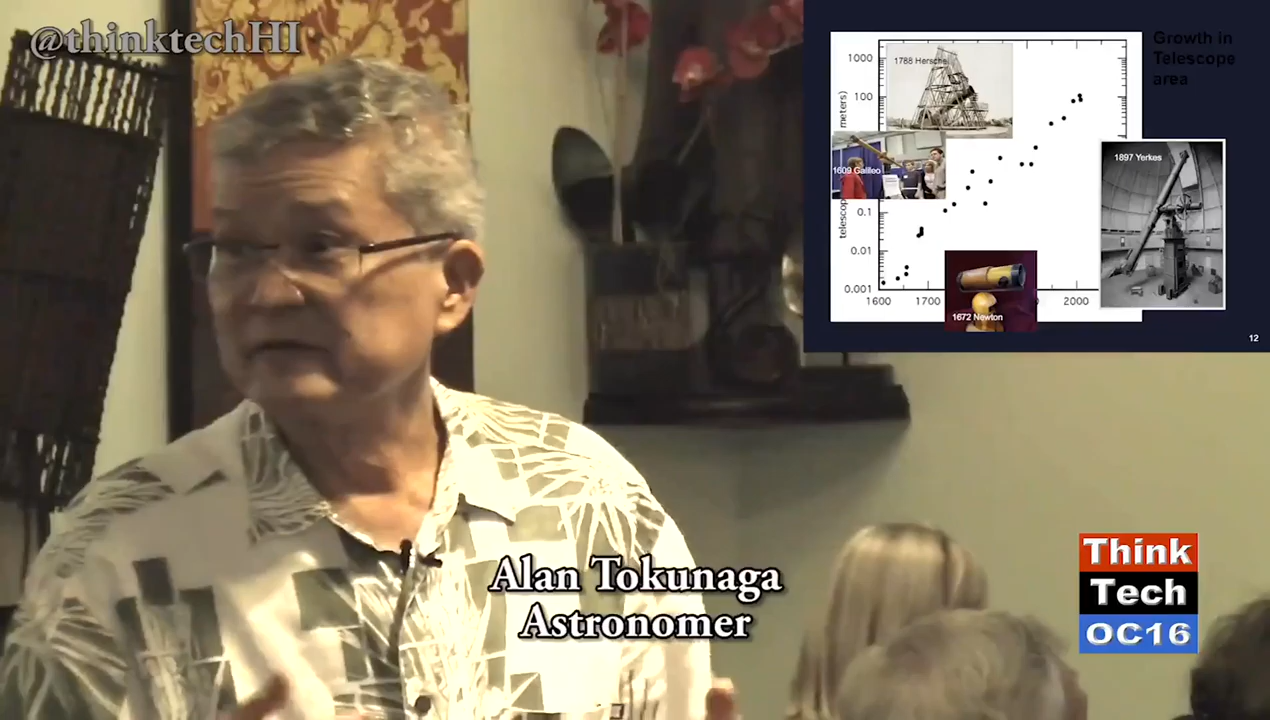 @thinktechHI
Growth in
Telescope
area
1000
100
meters)
1788 Hersche
1609 Galileo
1897 Yerkes
0.1
telescop
0.01
0.001
1600
1700
2000
1672 Newton
12
Alan Tokunaga
Astronomer
Think
Tech
OC16